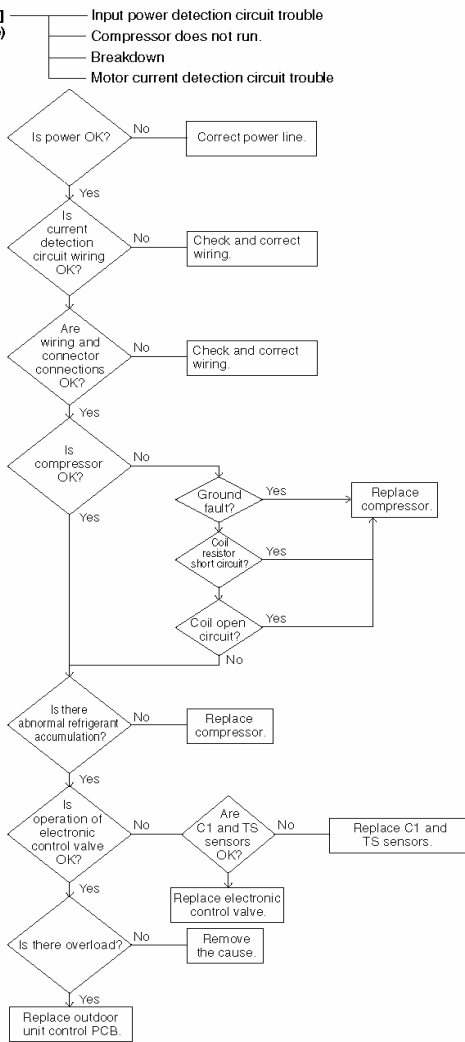 ]
e)
Input power detection circuit trouble
Compressor does not run.
Breakdown
Motor current detection circuit trouble
Is power OK?
No
Correct power line.
Yes
Is
current
detection
circuit wiring
OK?
No
Check and correct
wiring.
Are
wiring and
connector
connections
OK?
No
Check and correct
wiring.
Yes
Is
compressor
OK?
No
Yes
Ground
fault?
Yes
Replace
compressor.
Coil
resistor
short circuit?
Yes
Coil open
circuit?
Yes
No
Is there
abnormal refrigerant
accumulation?
No
Replace
compressor.
Yes
Is
operation of
electronic
control valve
OK?
No
Are
C1 and TS
sensors
OK?
No
Replace C1 and
TS sensors.
Yes
Replace electronic
control valve.
Is there overload?
No
Remove
the cause.
Yes
Replace outdoor
unit control PCB.